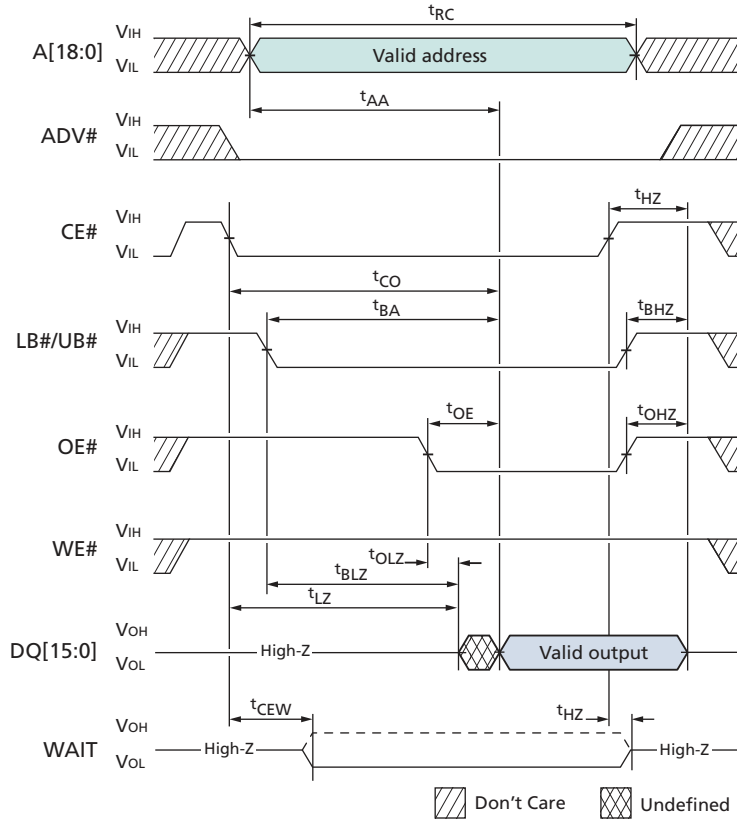 tRC
A[18:0] VIH VIL Valid address
tAA
ADV# VIH VIL
tHZ
CE# VIH VIL
tCO
tBA tBHZ
LB#/UB# VIH VIL
tOE tOHZ
OE# VIH VIL
WE# VIH VIL
tOLZ
tBLZ
tLZ
DQ[15:0] VOH VOL High-Z Valid output
tCEW tHZ
WAIT VOH VOL High-Z High-Z
Don't Care Undefined